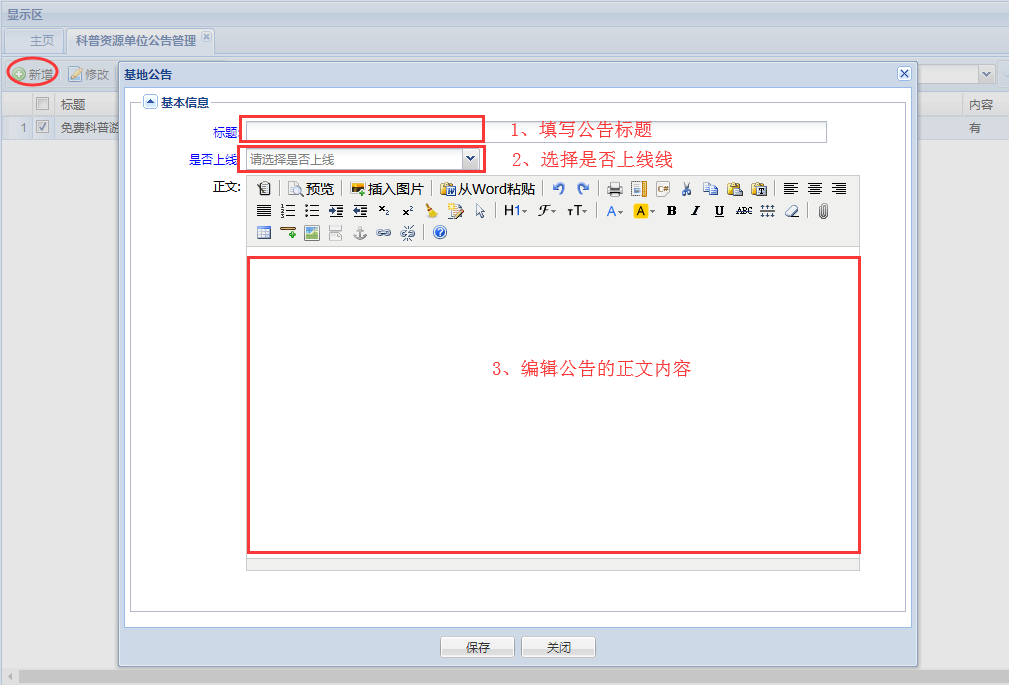 显示区
主页 科普资源单位公告管理
新增 修改 基地公告
标题 基本信息 内容
1 免费科普游 有
标题: 1、填写公告标题
是否上线 请选择是否上线 2、选择是否上线线
正文: 预览 插入图片 从Word粘贴 C#
H1 F TT A A B I U ABC
3、编辑公告的正文内容
保存 关闭